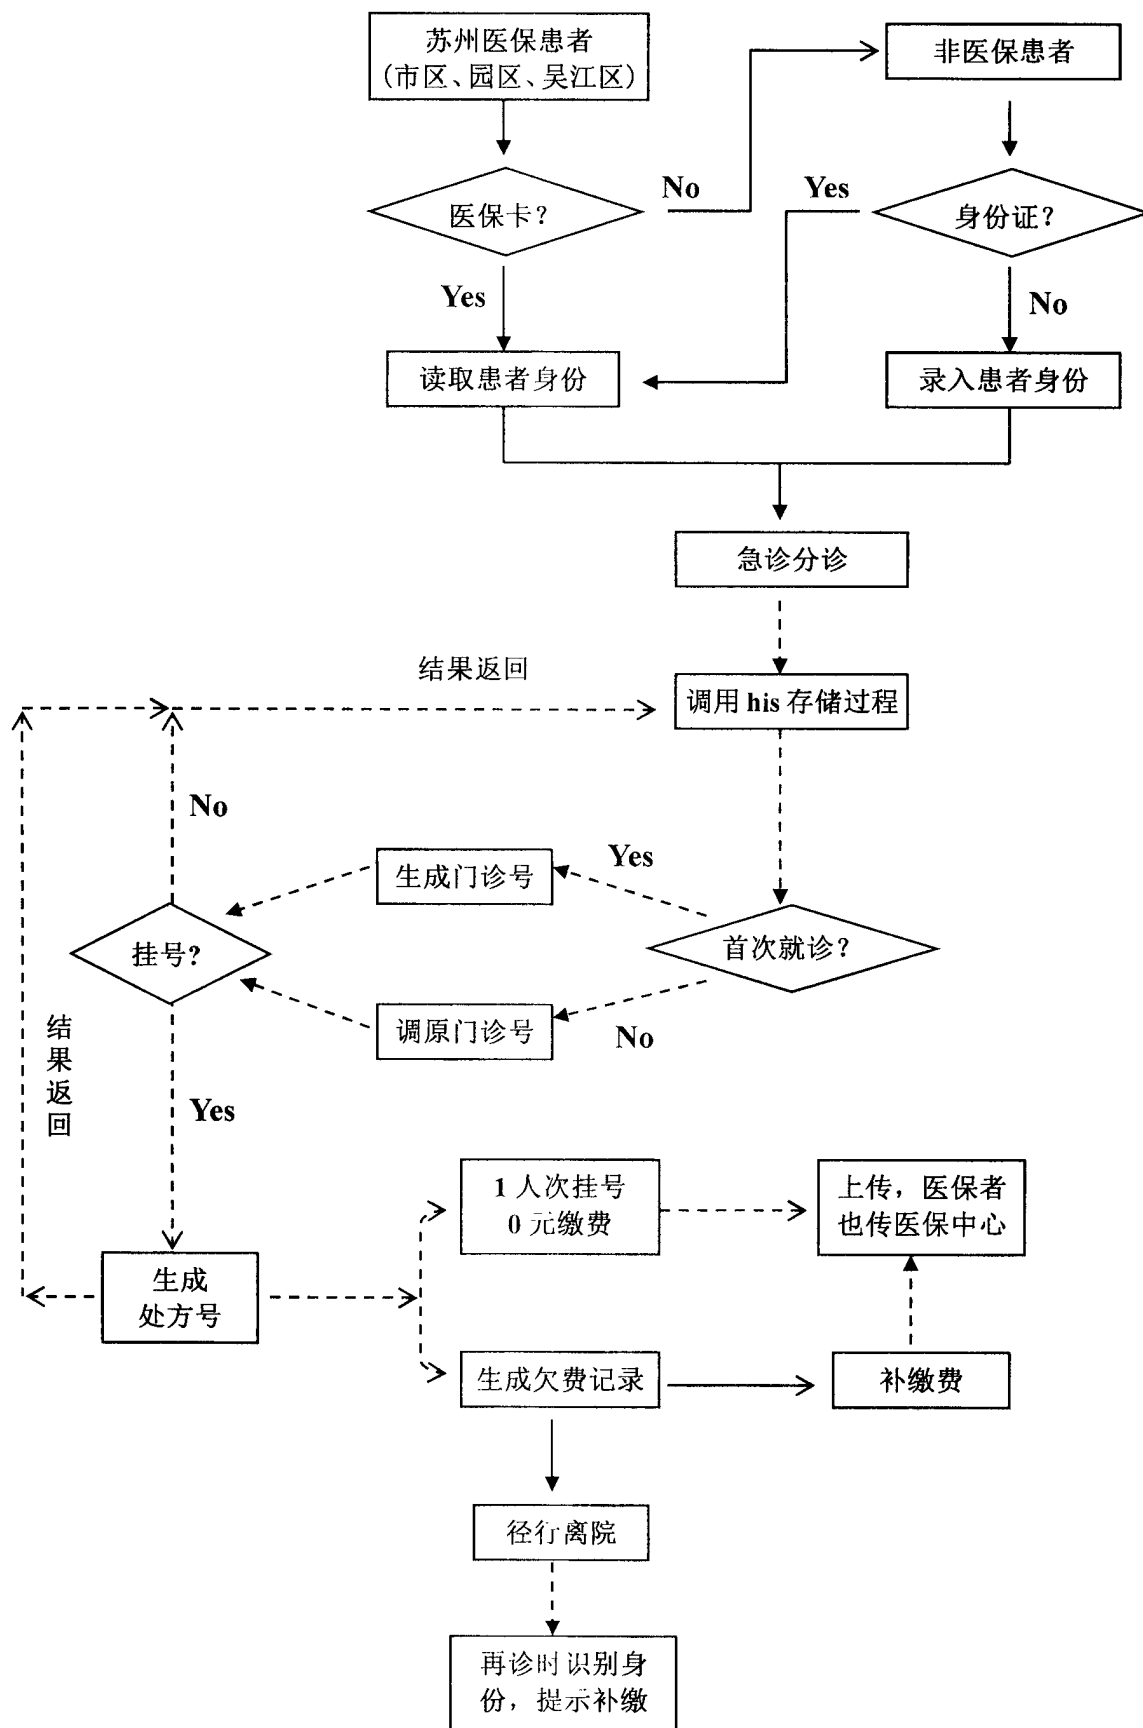 苏州医保患者
（市区、园区、吴江区）
非医保患者
No
Yes
医保卡？
身份证？
Yes
No
读取患者身份
录入患者身份
急诊分诊
结果返回
调用 his 存储过程
No
Yes
生成门诊号
挂号？
首次就诊？
调原门诊号
No
结果返回
Yes
1 人次挂号
0 元缴费
上传，医保者
也传医保中心
生成
处方号
生成欠费记录
补缴费
径行离院
再诊时识别身
份，提示补缴